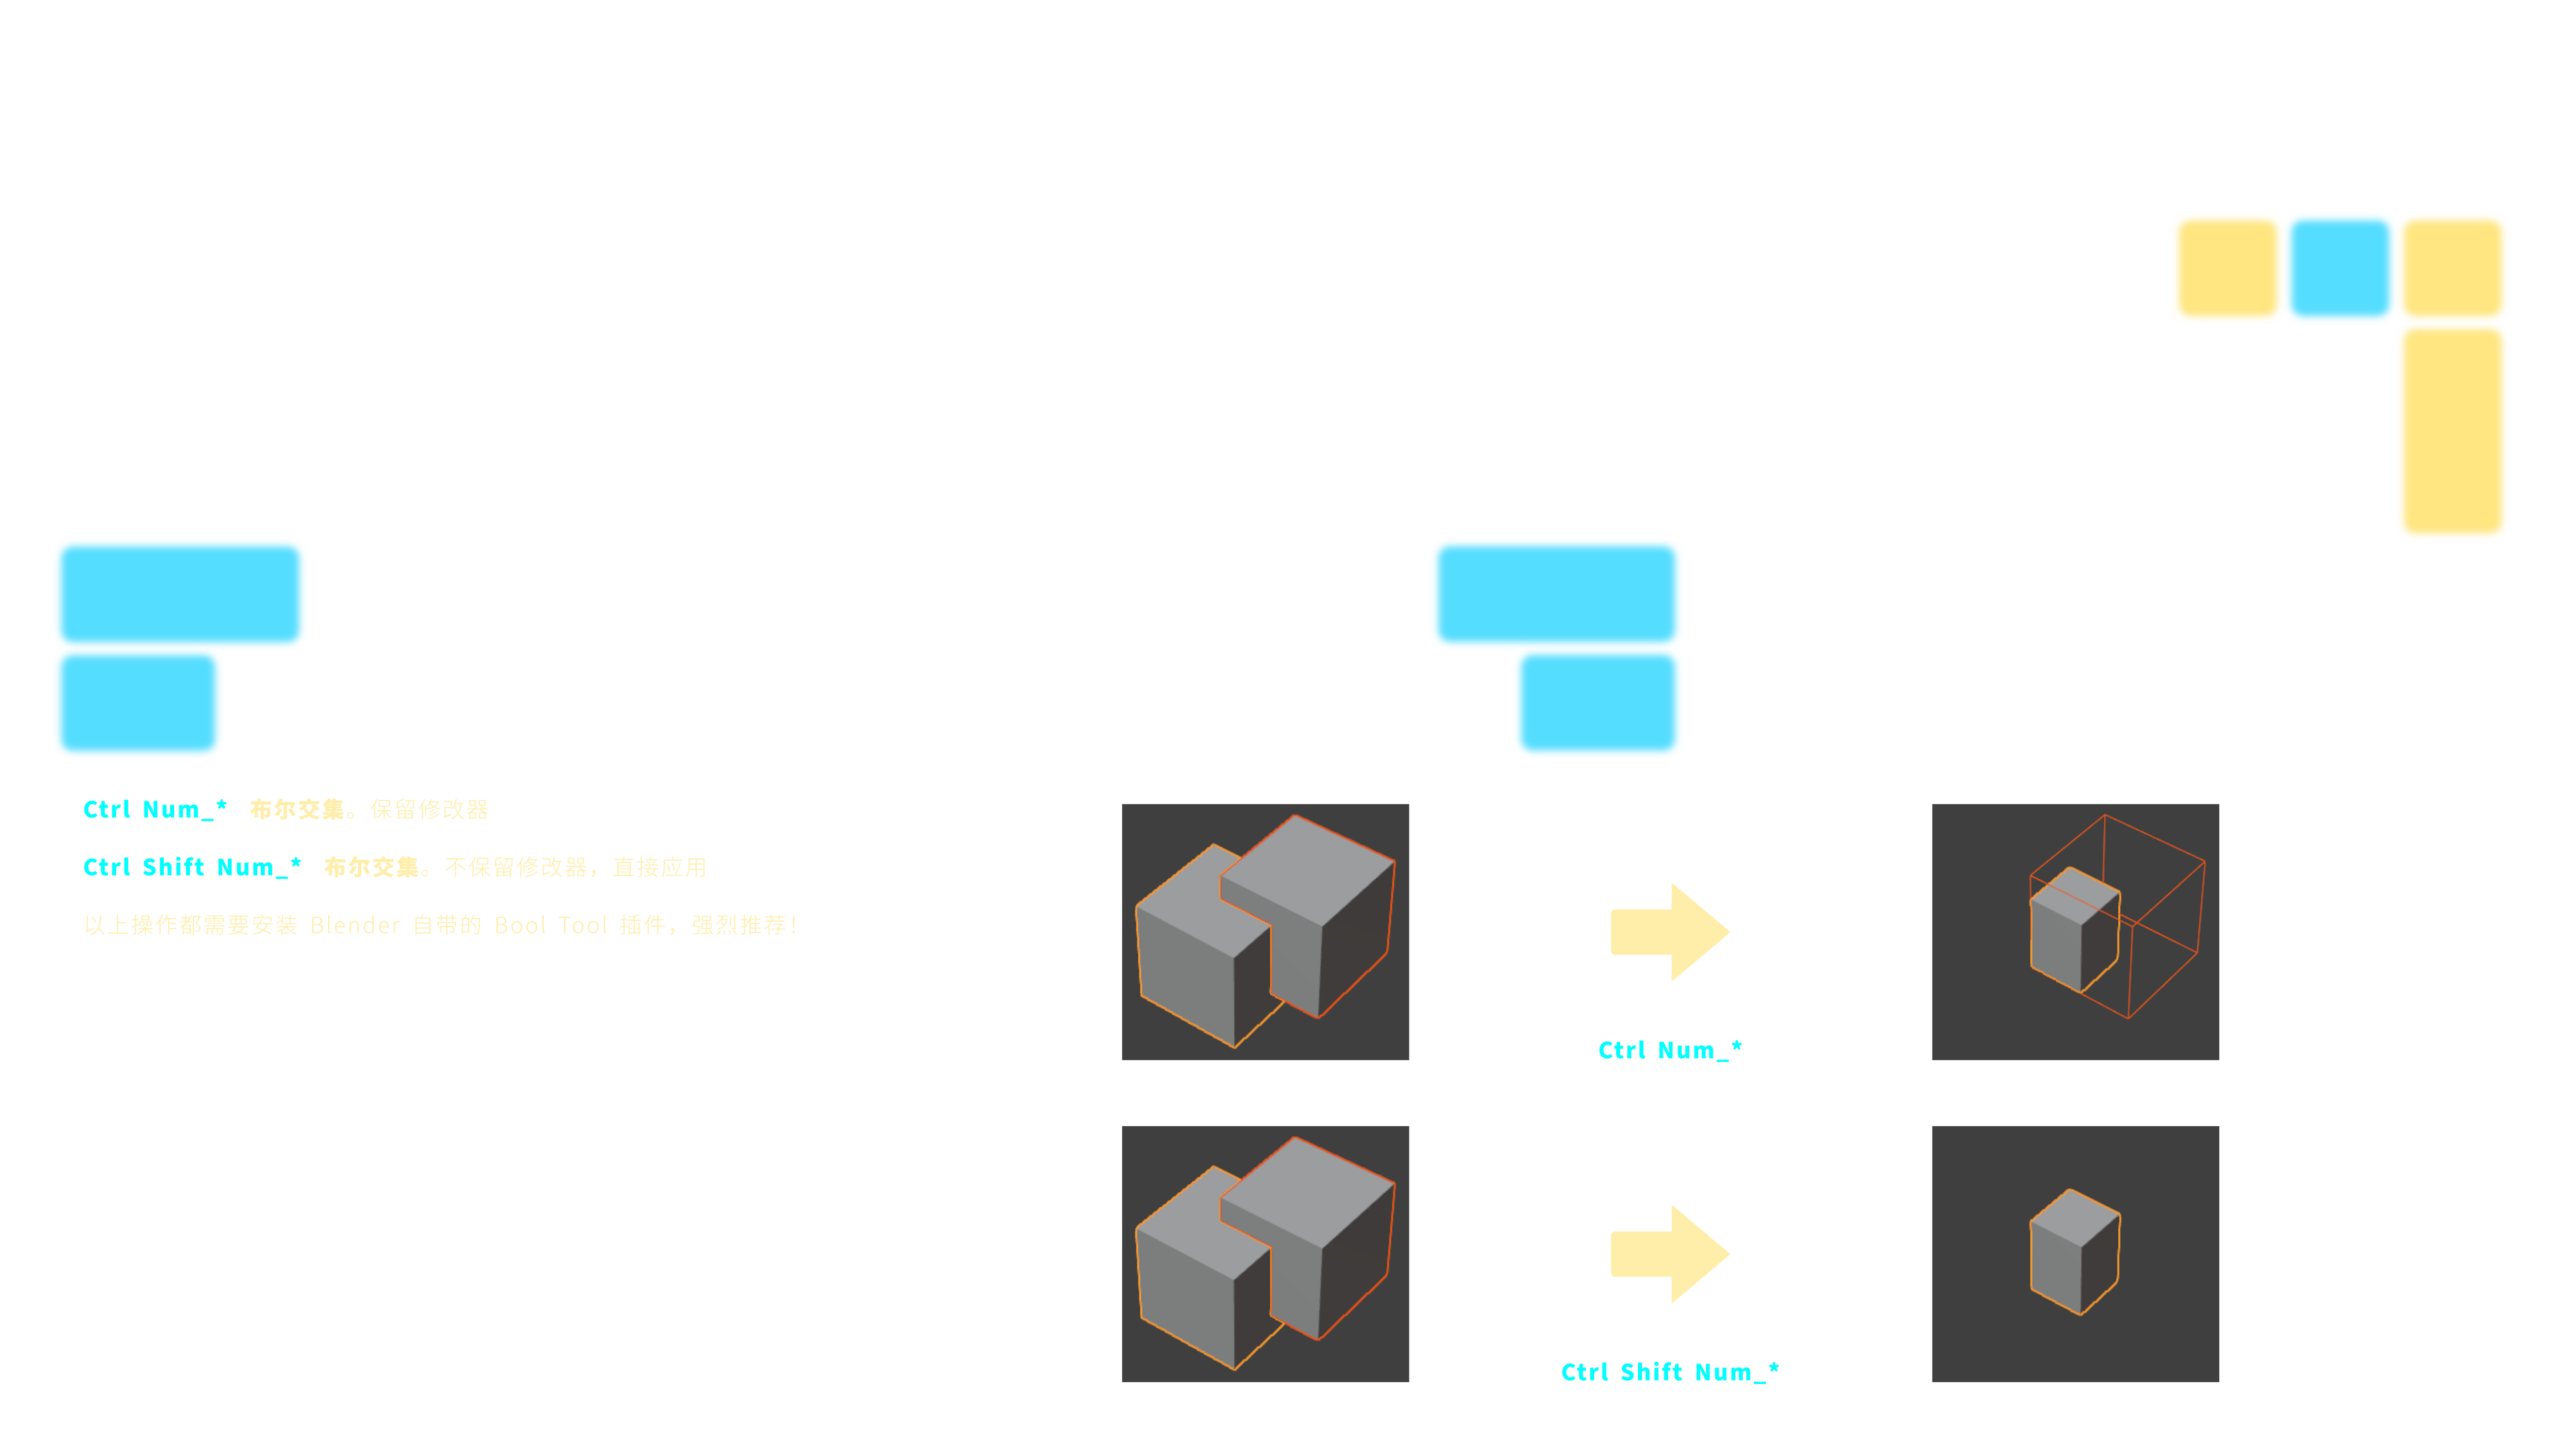 Ctrl Num_* 布尔交集。保留修改器
Ctrl Shift Num_* 布尔交集。不保留修改器，直接应用
以上操作都需要安装 Blender 自带的 Bool Tool 插件，强烈推荐！
Ctrl Num_*
Ctrl Shift Num_*